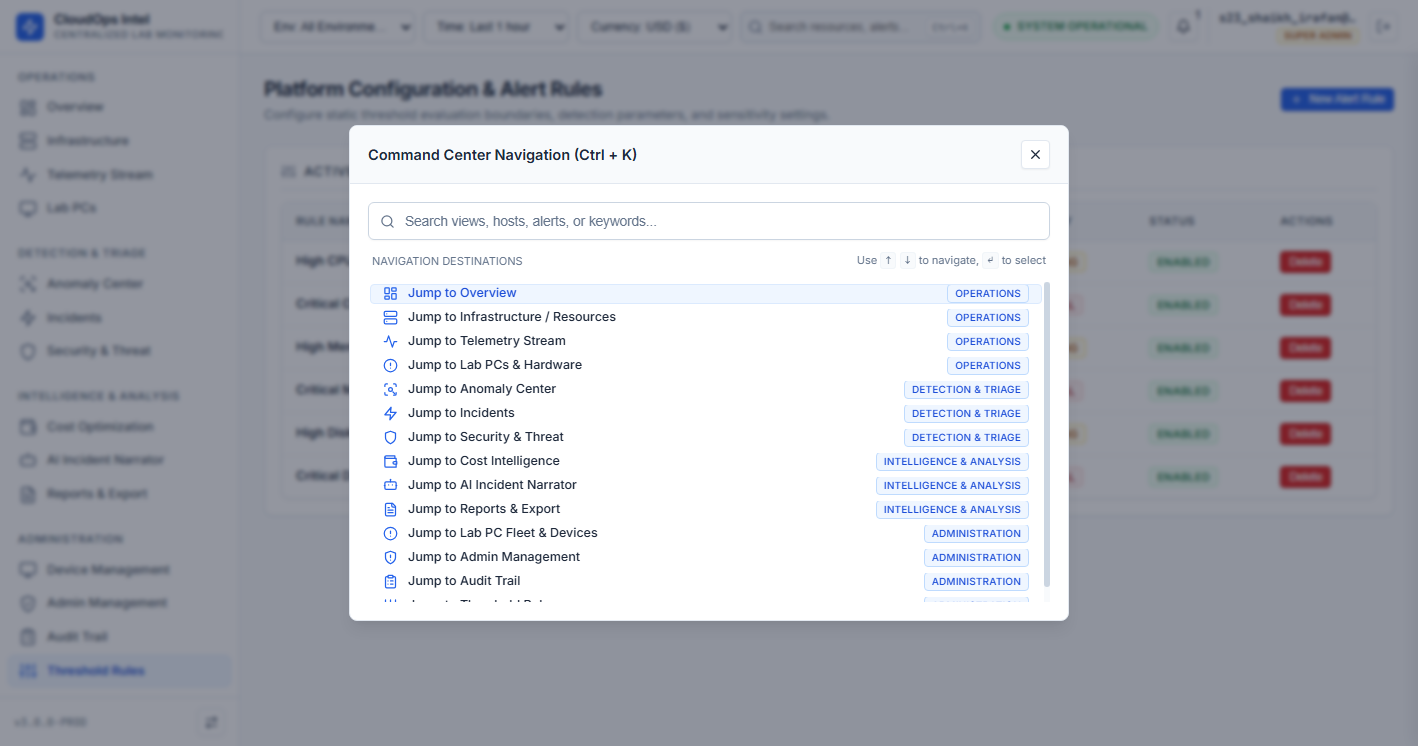 CloudOps Intel
CENTRALIZED LAB MONITORING
Env: All Environme...
Time: Last 1 hour
Currency: USD ($)
Search resources, alerts...
Ctrl+K
SYSTEM OPERATIONAL
1
s23_shaikh_irafan@...
SUPER ADMIN
OPERATIONS
Overview
Infrastructure
Telemetry Stream
Lab PCs
DETECTION & TRIAGE
Anomaly Center
Incidents
Security & Threat
INTELLIGENCE & ANALYSIS
Cost Optimization
AI Incident Narrator
Reports & Export
ADMINISTRATION
Device Management
Admin Management
Audit Trail
Threshold Rules
v3.0.0-PROD
Platform Configuration & Alert Rules
Configure static threshold evaluation boundaries, detection parameters, and sensitivity settings.
+ New Alert Rule
STATUS
ACTIONS
High CPU
ENABLED
Delete
ENABLED
Delete
ENABLED
Delete
ENABLED
Delete
ENABLED
Delete
ENABLED
Delete
Command Center Navigation (Ctrl + K)
Search views, hosts, alerts, or keywords...
NAVIGATION DESTINATIONS
Use ↑ ↓ to navigate, ↵ to select
Jump to Overview OPERATIONS
Jump to Infrastructure / Resources OPERATIONS
Jump to Telemetry Stream OPERATIONS
Jump to Lab PCs & Hardware OPERATIONS
Jump to Anomaly Center DETECTION & TRIAGE
Jump to Incidents DETECTION & TRIAGE
Jump to Security & Threat DETECTION & TRIAGE
Jump to Cost Intelligence INTELLIGENCE & ANALYSIS
Jump to AI Incident Narrator INTELLIGENCE & ANALYSIS
Jump to Reports & Export INTELLIGENCE & ANALYSIS
Jump to Lab PC Fleet & Devices ADMINISTRATION
Jump to Admin Management ADMINISTRATION
Jump to Audit Trail ADMINISTRATION